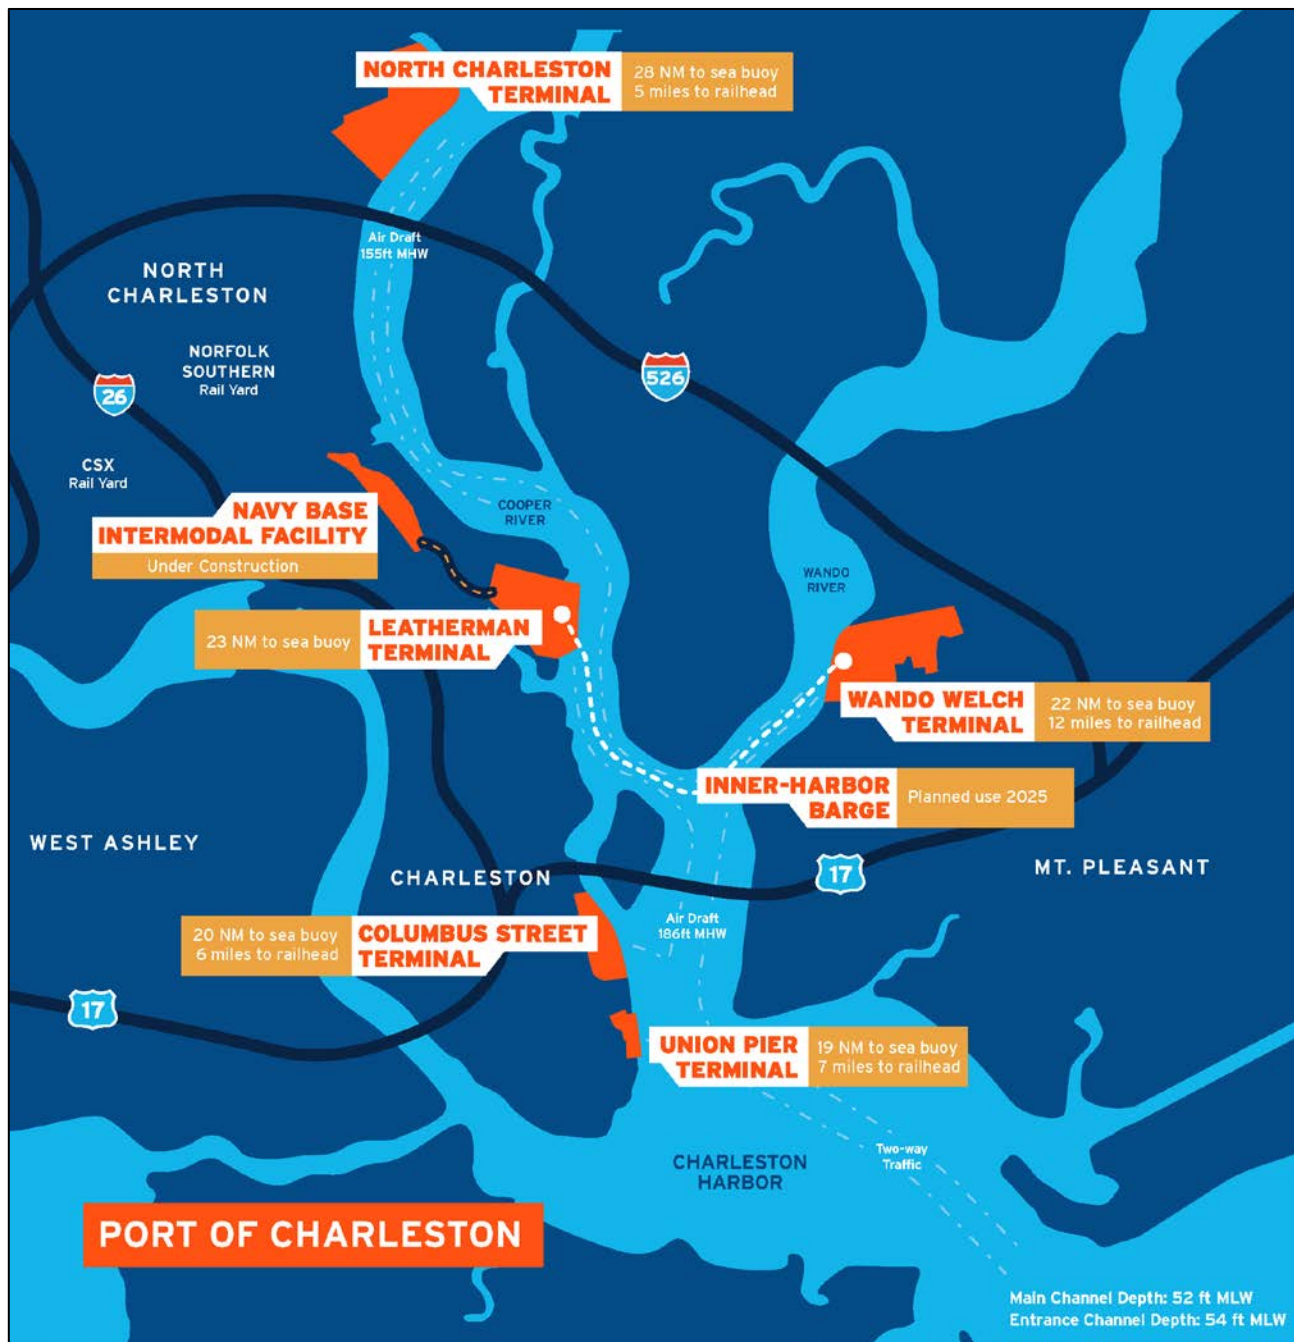 NORTH CHARLESTON
TERMINAL
28 NM to sea buoy
5 miles to railhead
Air Draft
155ft MHW
NORTH
CHARLESTON
NORFOLK
SOUTHERN
Rail Yard
26
526
CSX
Rail Yard
NAVY BASE
INTERMODAL FACILITY
Under Construction
COOPER
RIVER
WANDO
RIVER
23 NM to sea buoy
LEATHERMAN
TERMINAL
WANDO WELCH
TERMINAL
22 NM to sea buoy
12 miles to railhead
INNER-HARBOR
BARGE
Planned use 2025
WEST ASHLEY
CHARLESTON
17
MT. PLEASANT
20 NM to sea buoy
6 miles to railhead
COLUMBUS STREET
TERMINAL
Air Draft
186ft MHW
17
UNION PIER
TERMINAL
19 NM to sea buoy
7 miles to railhead
Two-way
Traffic
CHARLESTON
HARBOR
PORT OF CHARLESTON
Main Channel Depth: 52 ft MLW
Entrance Channel Depth: 54 ft MLW